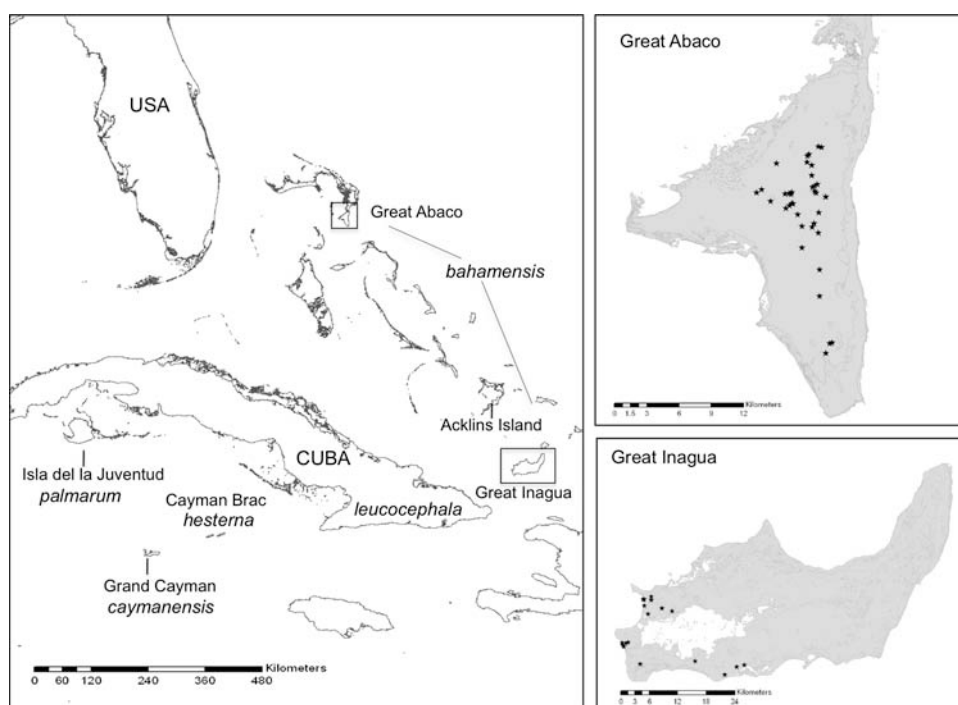 USA
Great Abaco
bahamensis
Acklins Island
CUBA
Isla del la Juventud
palmarum
Cayman Brac
hesterna
leucocephala
Great Inagua
Grand Cayman
caymanensis
Kilometers
0 60 120 240 360 480
Great Abaco
Kilometers
0 1.5 3 6 9 12
Great Inagua
Kilometers
0 3 6 12 18 24